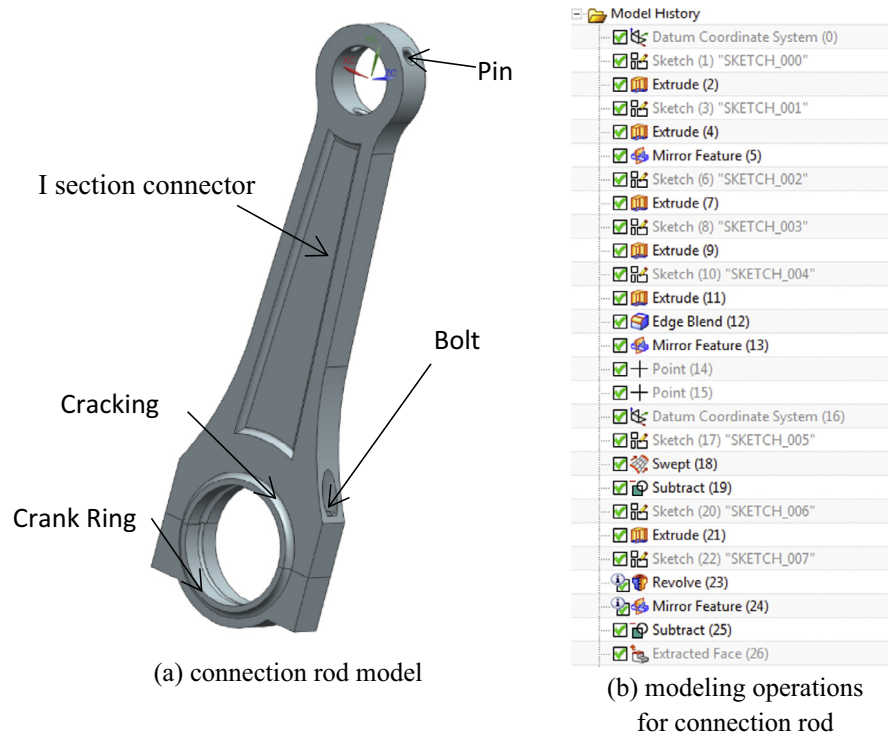 Pin
I section connector
Bolt
Cracking
Crank Ring
(a) connection rod model
Model History
Datum Coordinate System (0)
Sketch (1) "SKETCH_000"
Extrude (2)
Sketch (3) "SKETCH_001"
Extrude (4)
Mirror Feature (5)
Sketch (6) "SKETCH_002"
Extrude (7)
Sketch (8) "SKETCH_003"
Extrude (9)
Sketch (10) "SKETCH_004"
Extrude (11)
Edge Blend (12)
Mirror Feature (13)
Point (14)
Point (15)
Datum Coordinate System (16)
Sketch (17) "SKETCH_005"
Swept (18)
Subtract (19)
Sketch (20) "SKETCH_006"
Extrude (21)
Sketch (22) "SKETCH_007"
Revolve (23)
Mirror Feature (24)
Subtract (25)
Extracted Face (26)
(b) modeling operations
for connection rod